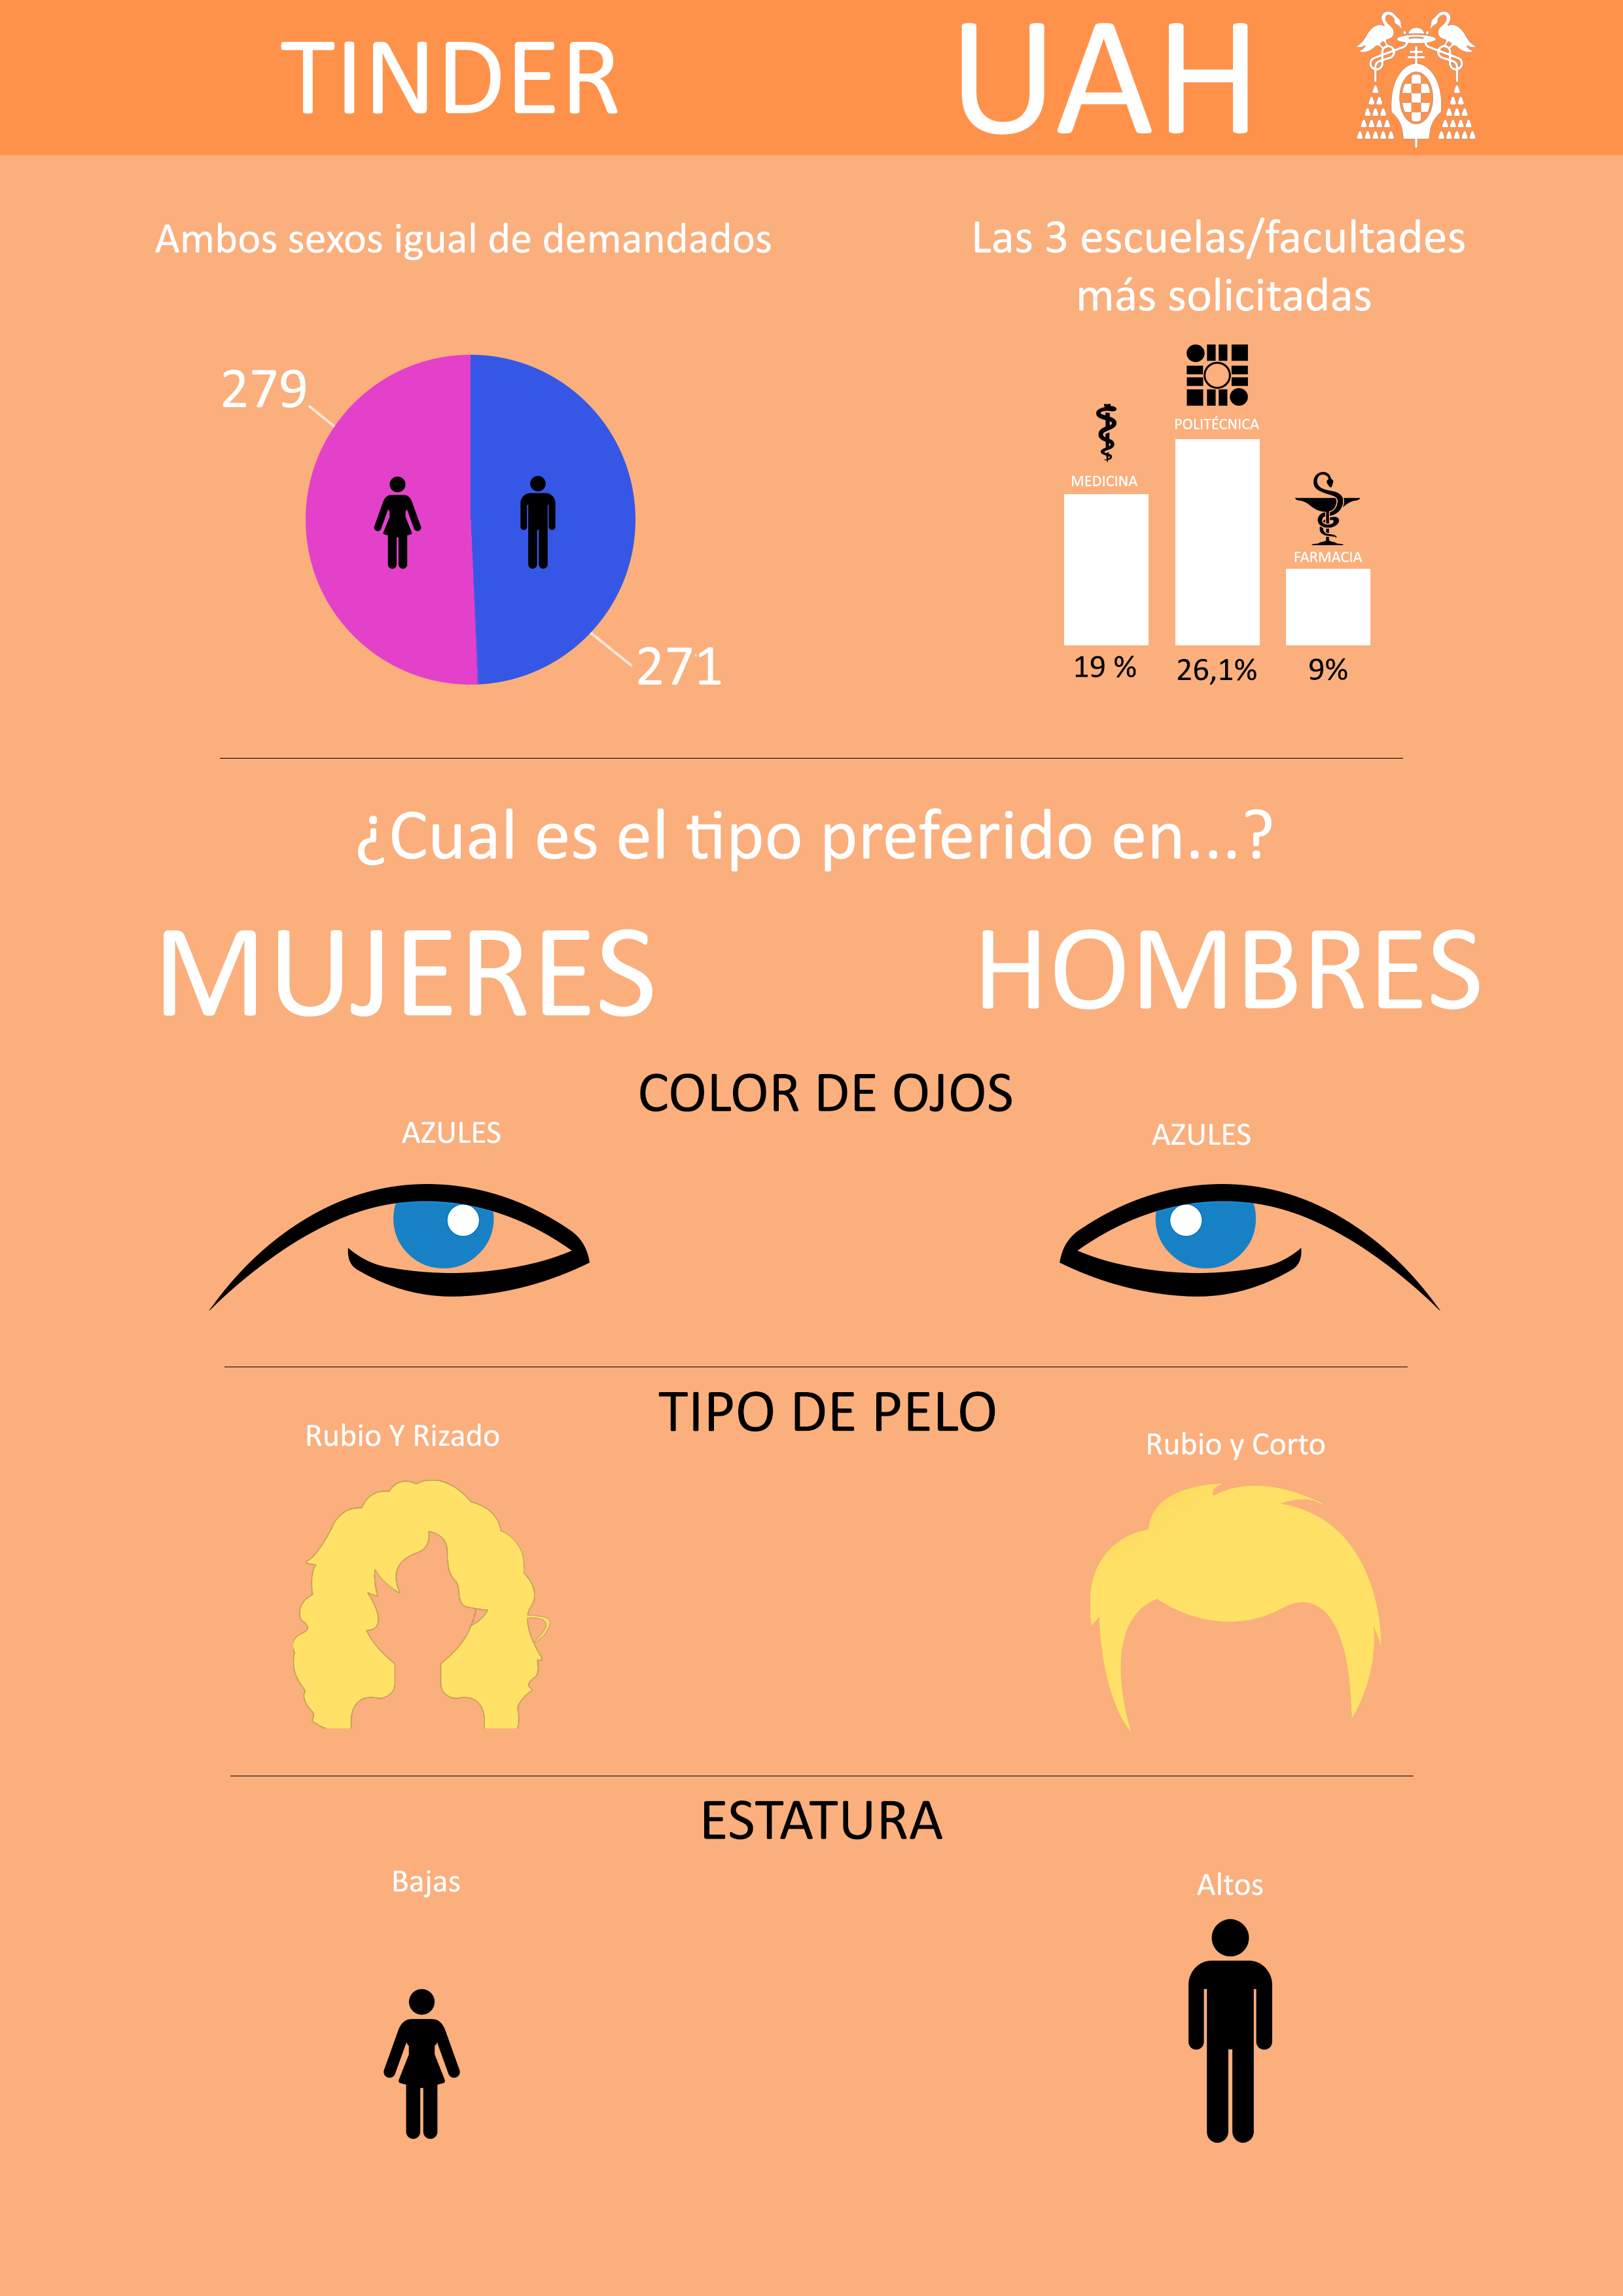 TINDER
UAH
Ambos sexos igual de demandados
279
271
Las 3 escuelas/facultades
más solicitadas
MEDICINA
POLITÉCNICA
FARMACIA
19 %
26,1%
9%
¿Cual es el tipo preferido en...?
MUJERES
HOMBRES
COLOR DE OJOS
AZULES
AZULES
TIPO DE PELO
Rubio Y Rizado
Rubio y Corto
ESTATURA
Bajas
Altos